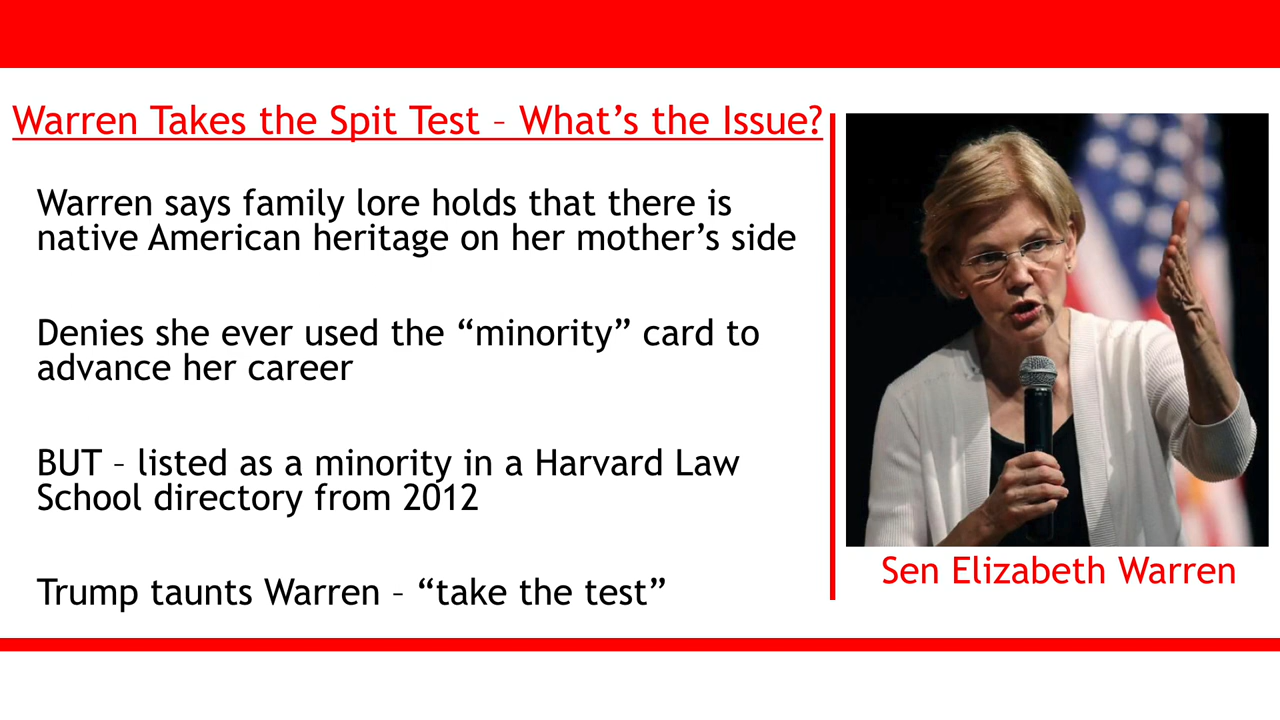 Warren Takes the Spit Test – What’s the Issue?
Warren says family lore holds that there is
native American heritage on her mother’s side
Denies she ever used the “minority” card to
advance her career
BUT – listed as a minority in a Harvard Law
School directory from 2012
Trump taunts Warren – “take the test”
Sen Elizabeth Warren